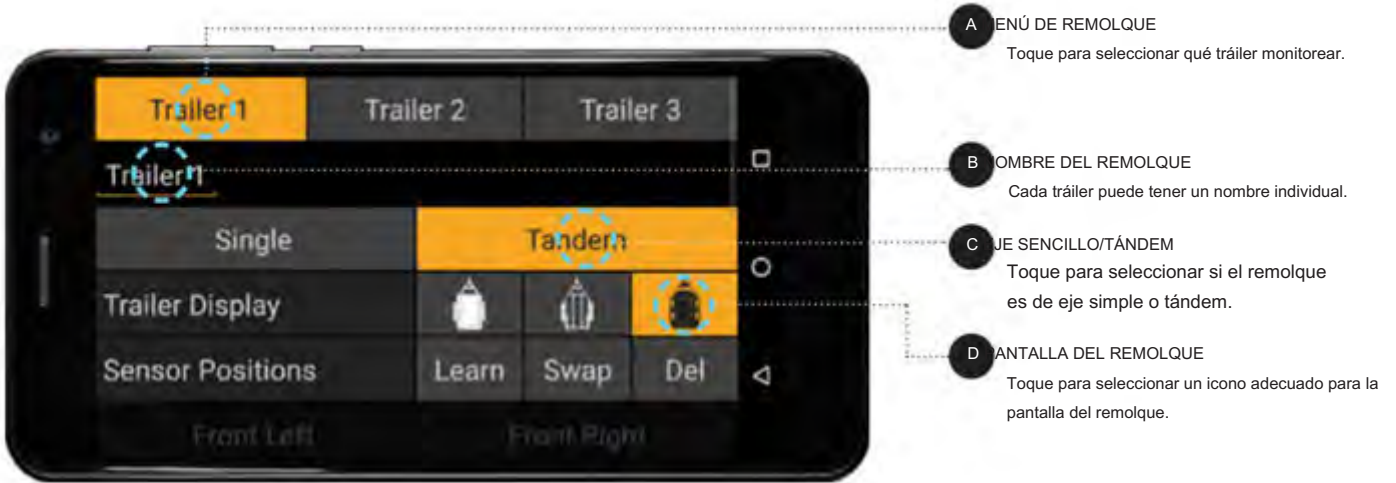 A ENÚ DE REMOLQUE
Toque para seleccionar qué tráiler monitorear.
Trailer 1 Trailer 2 Trailer 3
Trailer 1
B OMBRE DEL REMOLQUE
Cada tráiler puede tener un nombre individual.
Single Tandem
C JE SENCILLO/TÁNDEM
Toque para seleccionar si el remolque
es de eje simple o tándem.
Trailer Display
D ANTALLA DEL REMOLQUE
Toque para seleccionar un icono adecuado para la
pantalla del remolque.
Sensor Positions Learn Swap Del
Front Left Front Right